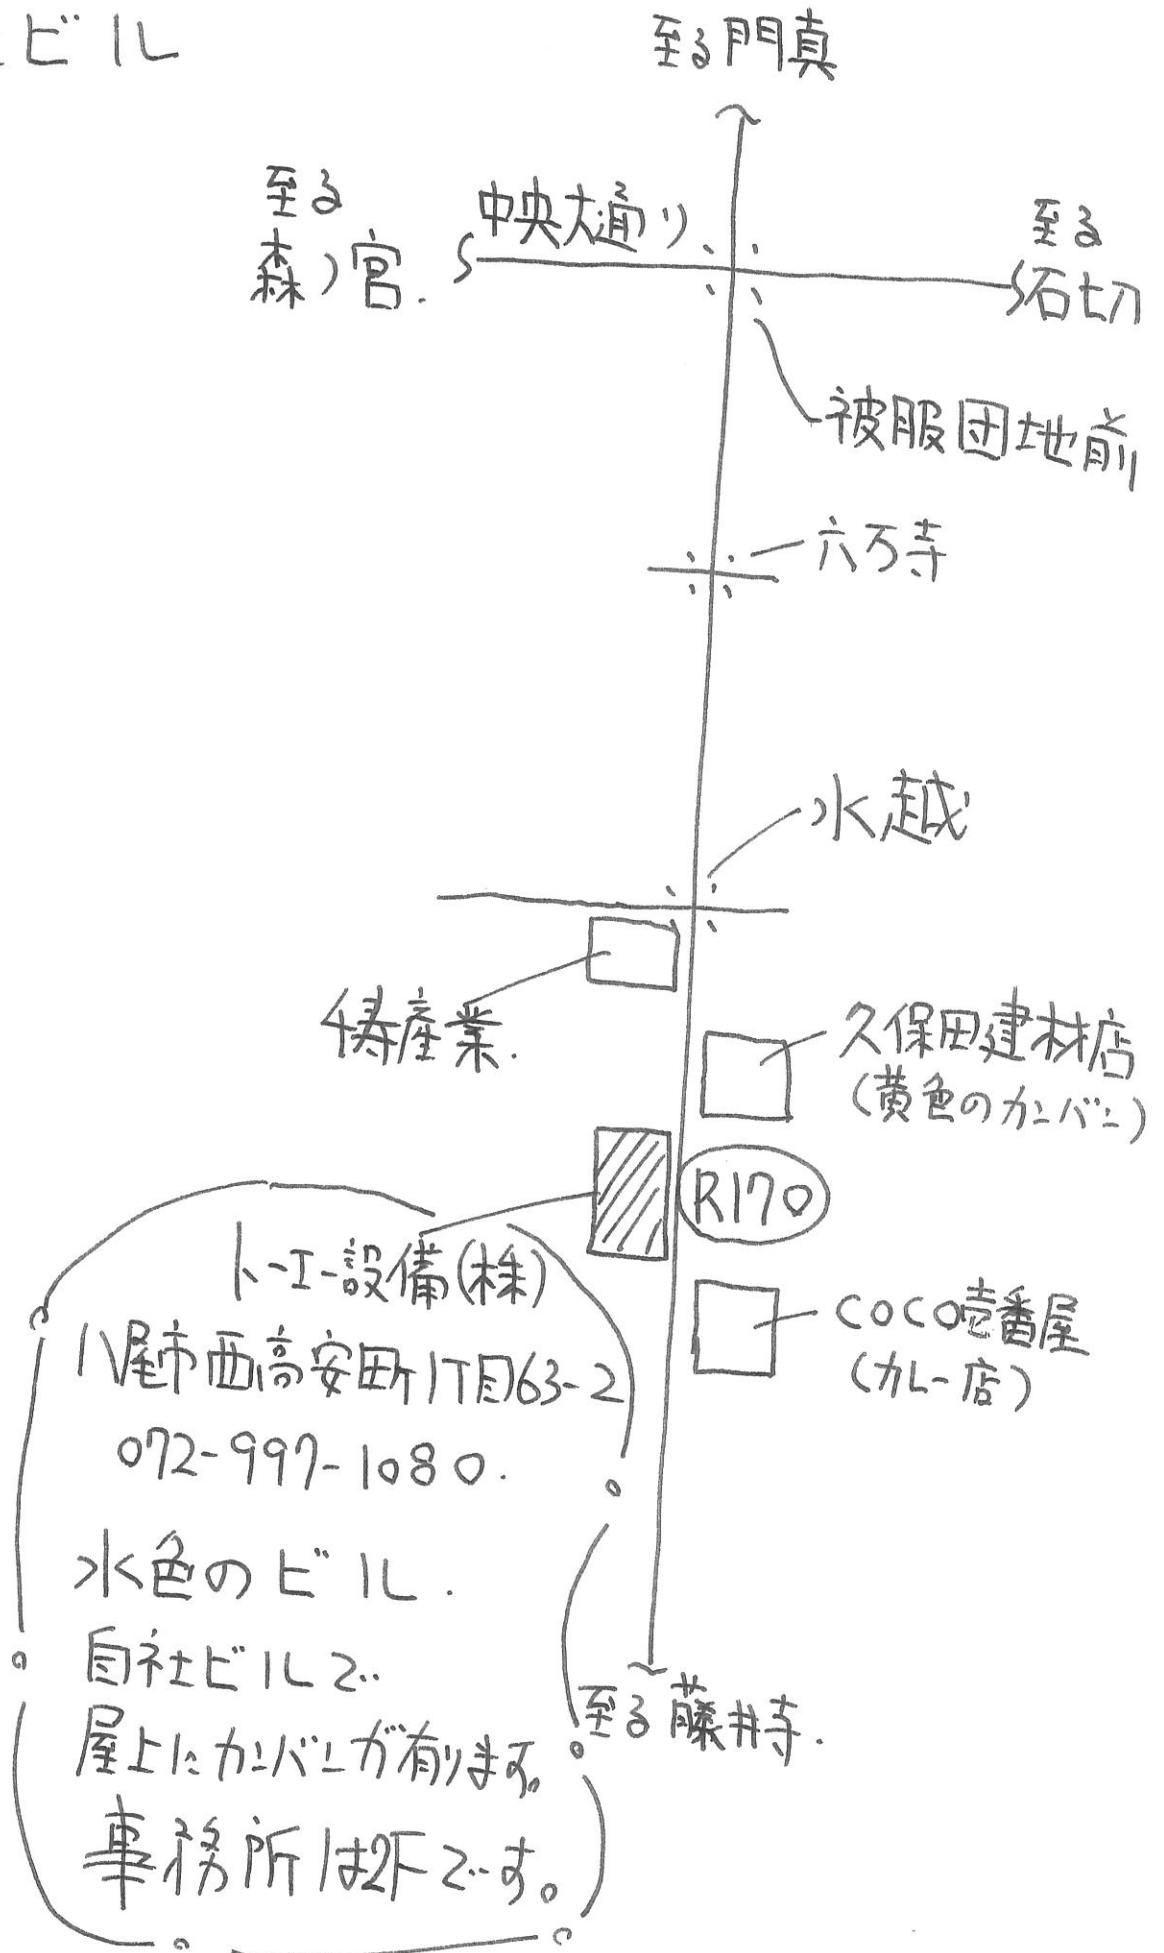 ビル
至る門真
至る
森ノ宮.
中央大通り
至る
石切
被服団地前
六万寺
水越
千寿産業.
久保田建材店
(黄色のカンバン)
R170
トーエー設備(株)
八尾市西高安町1丁目63-2
072-997-1080.
COCO壱番屋
(カレー店)
水色のビル.
自社ビルで
屋上にカンバンが有ります。
事務所は2Fです。
至る藤井寺.